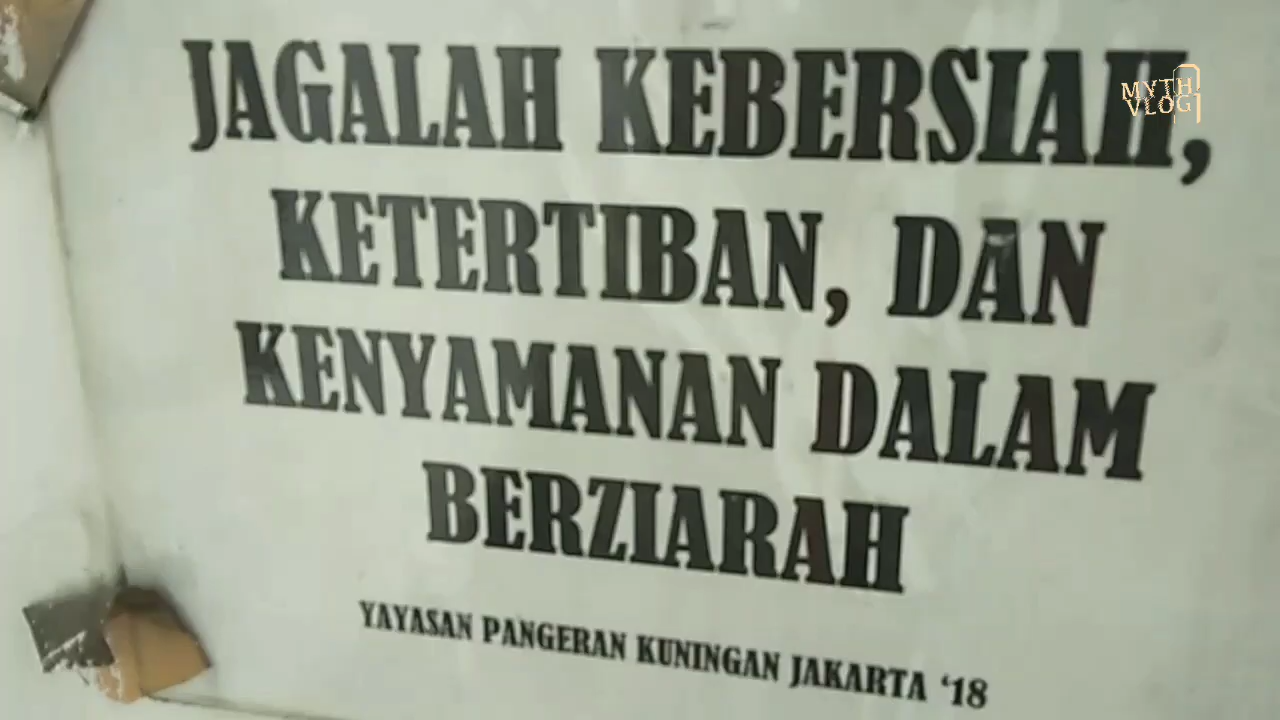 JAGALAH KEBERSIAH,
KETERTIBAN, DAN
KENYAMANAN DALAM
BERZIARAH
YAYASAN PANGERAN KUNINGAN JAKARTA ‘18
MYTH
VLOG